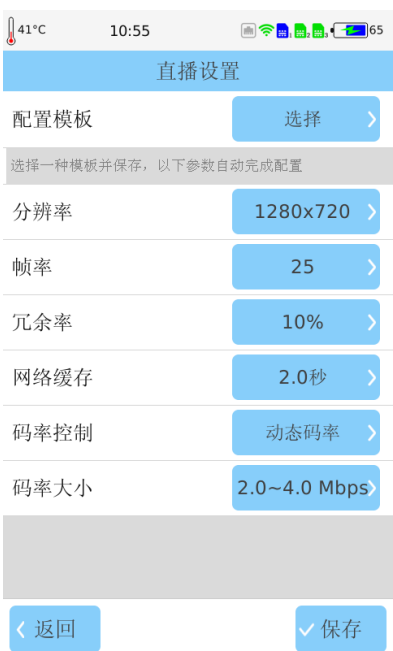 41°C 10:55 65
直播设置
配置模板 选择
选择一种模板并保存，以下参数自动完成配置
分辨率 1280x720
帧率 25
冗余率 10%
网络缓存 2.0秒
码率控制 动态码率
码率大小 2.0~4.0 Mbps
返回 保存